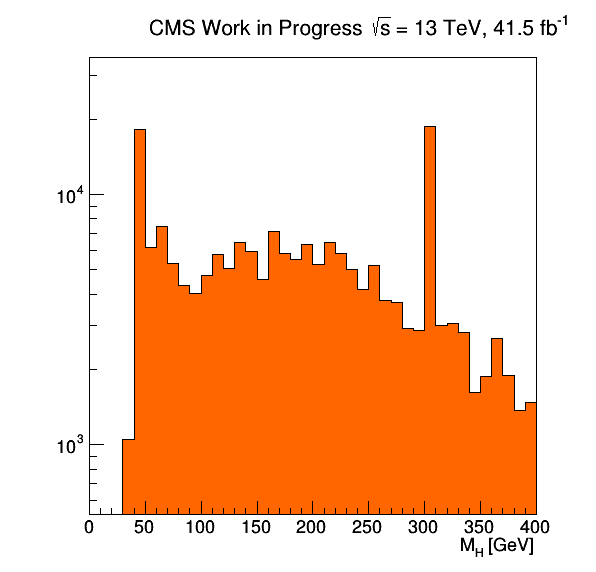 CMS Work in Progress √s = 13 TeV, 41.5 fb⁻¹
10⁴
10³
0 50 100 150 200 250 300 350 400
M_H [GeV]